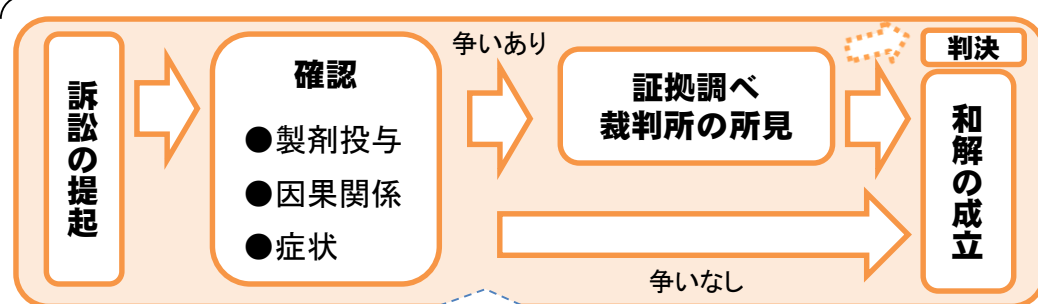 訴訟の提起
確認
●製剤投与
●因果関係
●症状
争いあり
証拠調べ
裁判所の所見
争いなし
判決
和解の成立